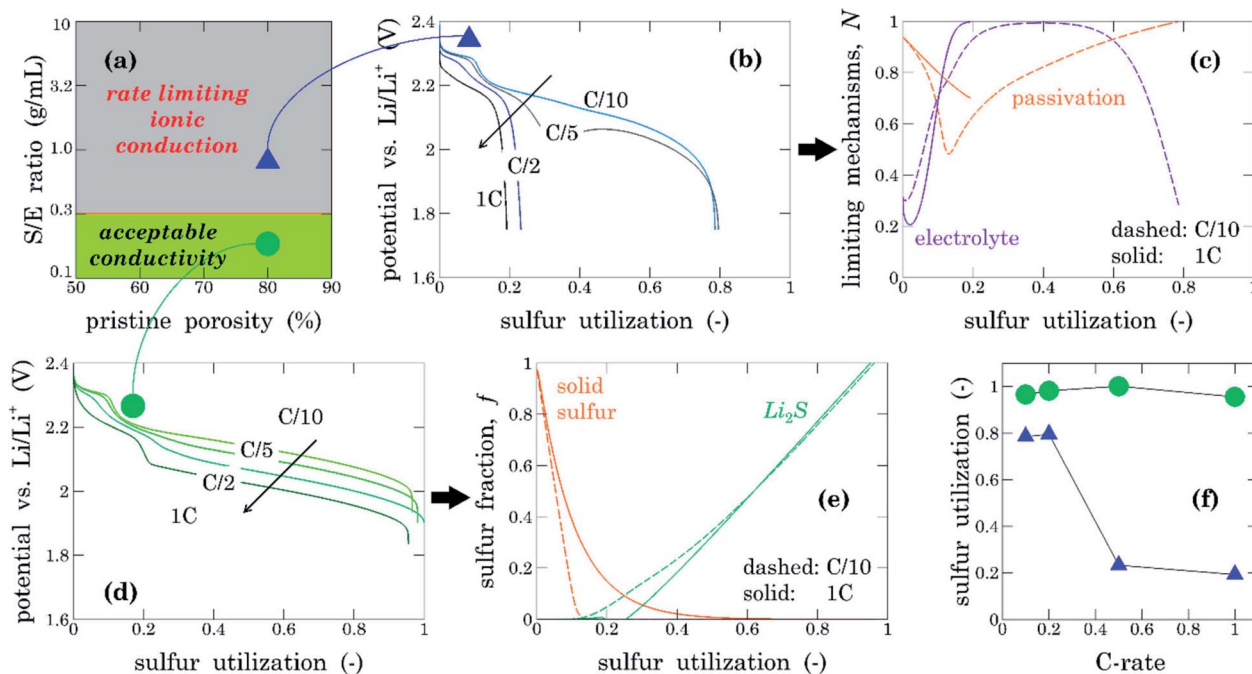 (a)
rate limiting
ionic
conduction
acceptable
conductivity
S/E ratio (g/mL)
10
3.2
1.0
0.3
0.1
50 60 70 80 90
pristine porosity (%)
(b)
potential vs. Li/Li+ (V)
2.4
2.2
2
1.8
1.6
C/10
C/5
C/2
1C
0 0.2 0.4 0.6 0.8 1
sulfur utilization (-)
(c)
limiting mechanisms, N
1
0.8
0.6
0.4
0.2
0
passivation
electrolyte
dashed: C/10
solid: 1C
0 0.2 0.4 0.6 0.8 1
sulfur utilization (-)
(d)
potential vs. Li/Li+ (V)
2.4
2.2
2
1.8
1.6
C/10
C/5
C/2
1C
0 0.2 0.4 0.6 0.8 1
sulfur utilization (-)
(e)
sulfur fraction, f
1
0.8
0.6
0.4
0.2
0
solid
sulfur
Li2S
dashed: C/10
solid: 1C
0 0.2 0.4 0.6 0.8 1
sulfur utilization (-)
(f)
sulfur utilization (-)
1
0.8
0.6
0.4
0.2
0
0 0.2 0.4 0.6 0.8 1
C-rate